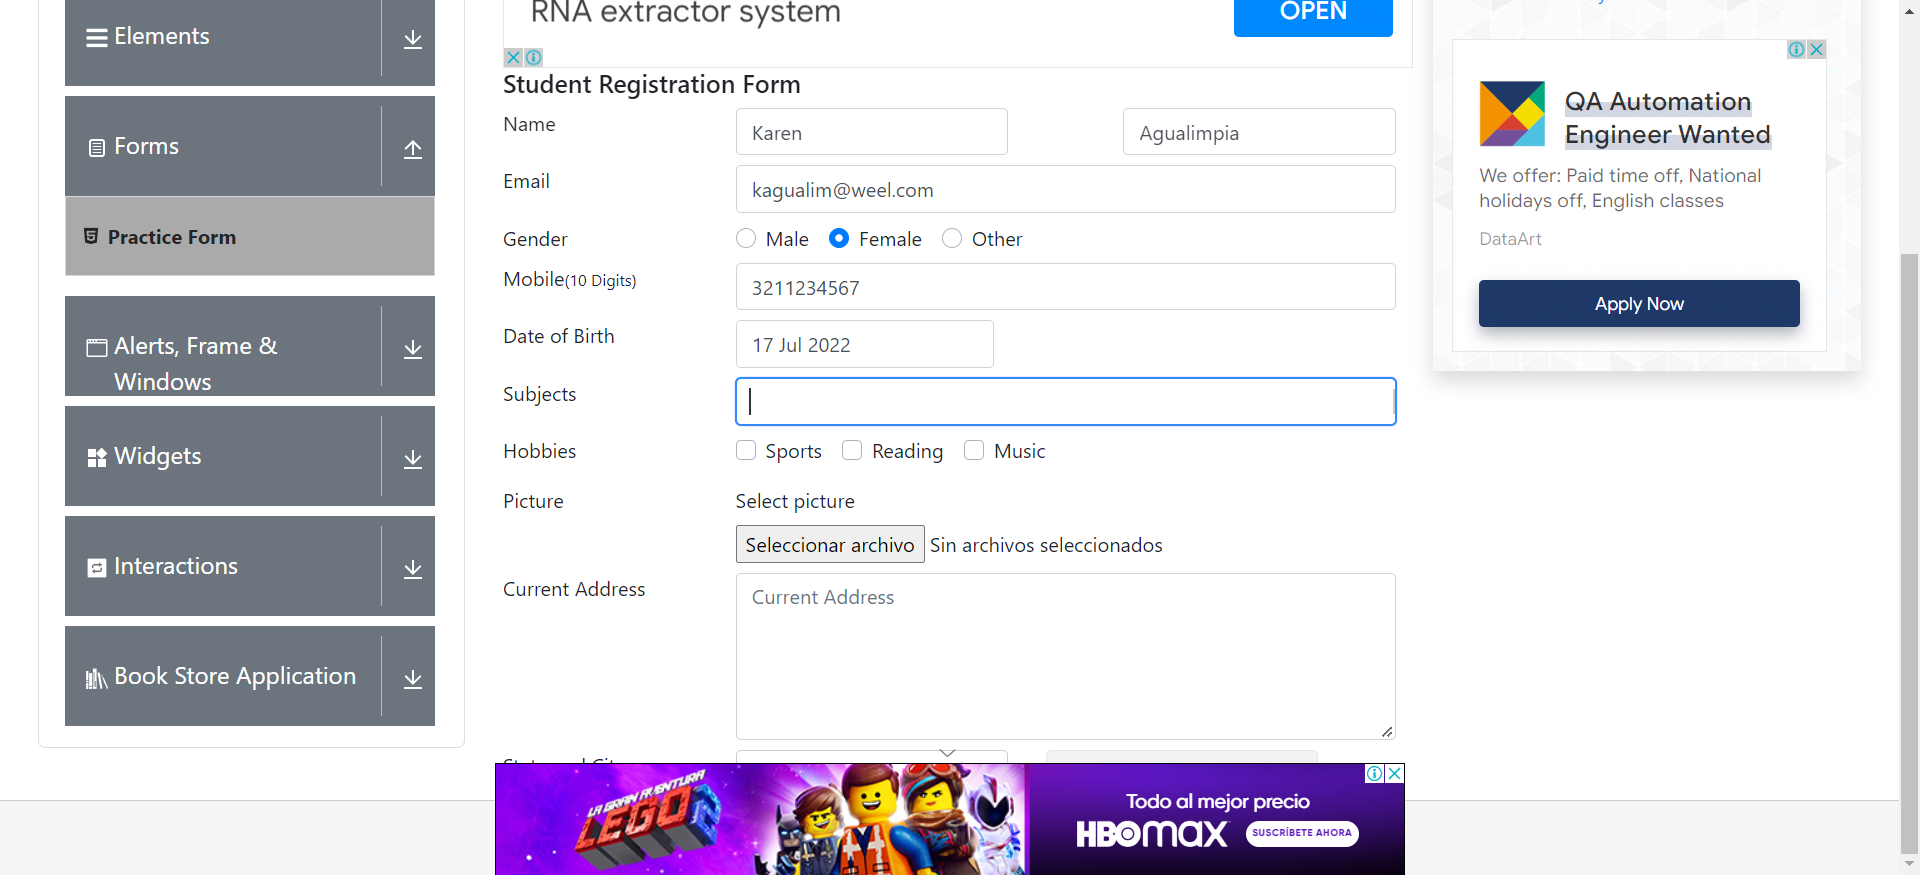 Elements
Forms
Practice Form
Alerts, Frame &
Windows
Widgets
Interactions
Book Store Application
RNA extractor system
OPEN
Student Registration Form
Name
Karen
Agualimpia
Email
kagualim@weel.com
Gender
Male
Female
Other
Mobile(10 Digits)
3211234567
Date of Birth
17 Jul 2022
Subjects
Hobbies
Sports
Reading
Music
Picture
Select picture
Seleccionar archivo
Sin archivos seleccionados
Current Address
Current Address
LA GRAN AVENTURA
LEGO 2
Todo al mejor precio
HBOMAX
SUSCRÍBETE AHORA
QA Automation
Engineer Wanted
We offer: Paid time off, National
holidays off, English classes
DataArt
Apply Now